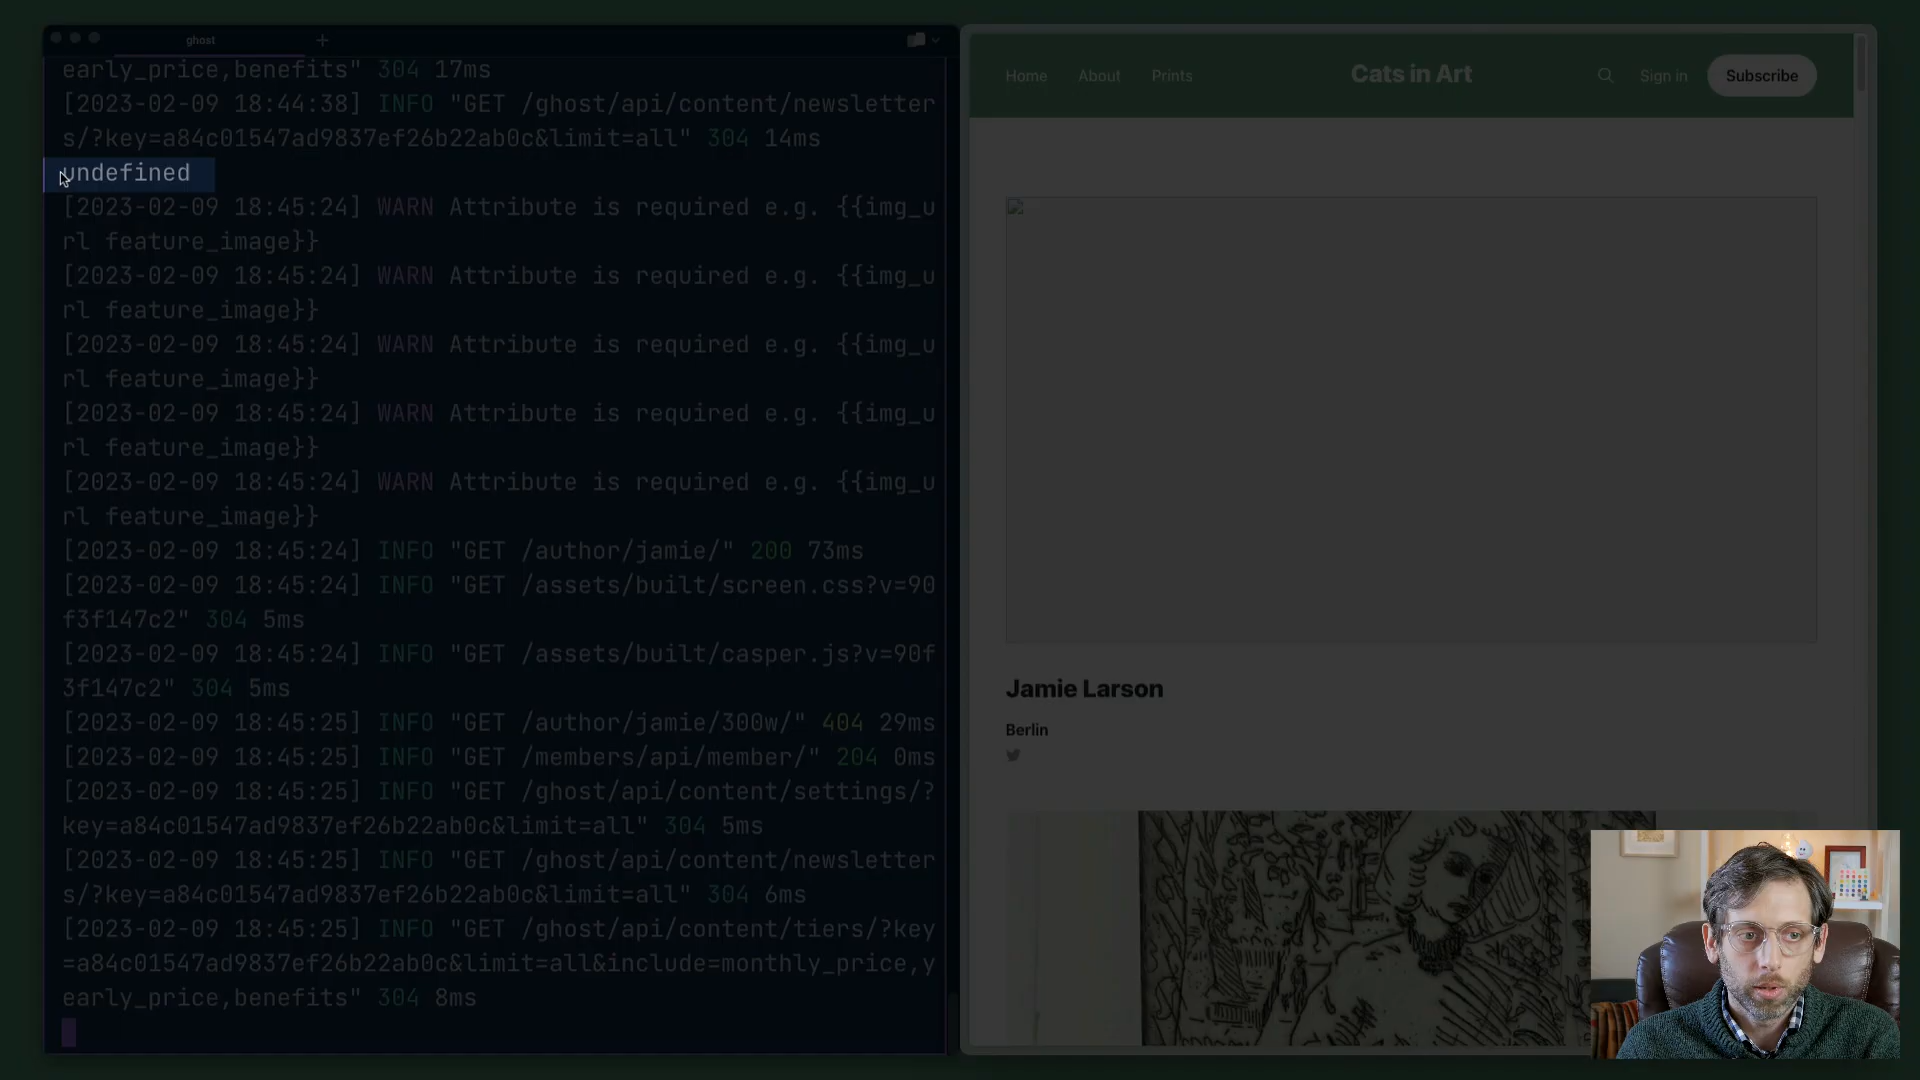 ghost
early_price,benefits" 304 17ms
[2023-02-09 18:44:38] INFO "GET /ghost/api/content/newsletter
s/?key=a84c01547ad9837ef26b22ab0c&limit=all" 304 14ms
undefined
[2023-02-09 18:45:24] WARN Attribute is required e.g. {{img_u
rl feature_image}}
[2023-02-09 18:45:24] WARN Attribute is required e.g. {{img_u
rl feature_image}}
[2023-02-09 18:45:24] WARN Attribute is required e.g. {{img_u
rl feature_image}}
[2023-02-09 18:45:24] WARN Attribute is required e.g. {{img_u
rl feature_image}}
[2023-02-09 18:45:24] WARN Attribute is required e.g. {{img_u
rl feature_image}}
[2023-02-09 18:45:24] INFO "GET /author/jamie/" 200 73ms
[2023-02-09 18:45:24] INFO "GET /assets/built/screen.css?v=90
f3f147c2" 304 5ms
[2023-02-09 18:45:24] INFO "GET /assets/built/casper.js?v=90f
3f147c2" 304 5ms
[2023-02-09 18:45:25] INFO "GET /author/jamie/300w/" 404 29ms
[2023-02-09 18:45:25] INFO "GET /members/api/member/" 204 0ms
[2023-02-09 18:45:25] INFO "GET /ghost/api/content/settings/?
key=a84c01547ad9837ef26b22ab0c&limit=all" 304 5ms
[2023-02-09 18:45:25] INFO "GET /ghost/api/content/newsletter
s/?key=a84c01547ad9837ef26b22ab0c&limit=all" 304 6ms
[2023-02-09 18:45:25] INFO "GET /ghost/api/content/tiers/?key
=a84c01547ad9837ef26b22ab0c&limit=all&include=monthly_price,y
early_price,benefits" 304 8ms
Home About Prints Cats in Art Sign in Subscribe
Jamie Larson
Berlin